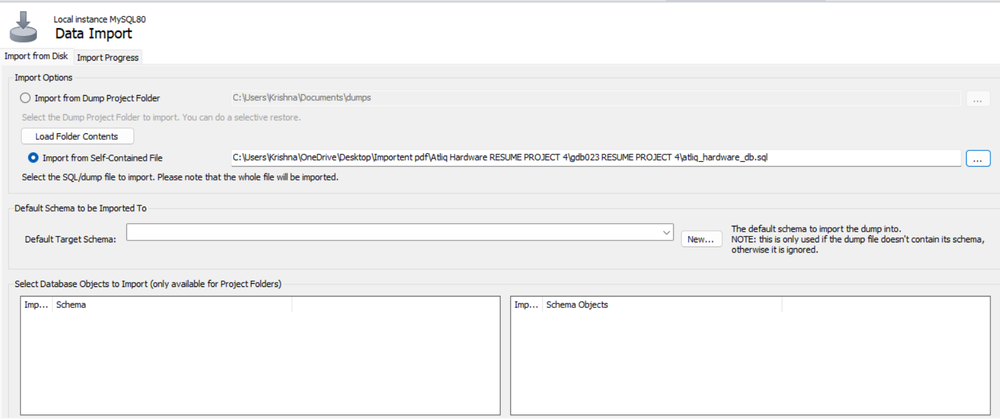 Local instance MySQL80
Data Import
Import from Disk Import Progress
Import Options
Import from Dump Project Folder C:\Users\Krishna\Documents\dumps ...
Select the Dump Project Folder to import. You can do a selective restore.
Load Folder Contents
Import from Self-Contained File C:\Users\Krishna\OneDrive\Desktop\Importent pdf\Atliq Hardware RESUME PROJECT 4\gdb023 RESUME PROJECT 4\atliq_hardware_db.sql ...
Select the SQL/dump file to import. Please note that the whole file will be imported.
Default Schema to be Imported To
Default Target Schema: New...
The default schema to import the dump into.
NOTE: this is only used if the dump file doesn't contain its schema,
otherwise it is ignored.
Select Database Objects to Import (only available for Project Folders)
Imp... Schema Imp... Schema Objects